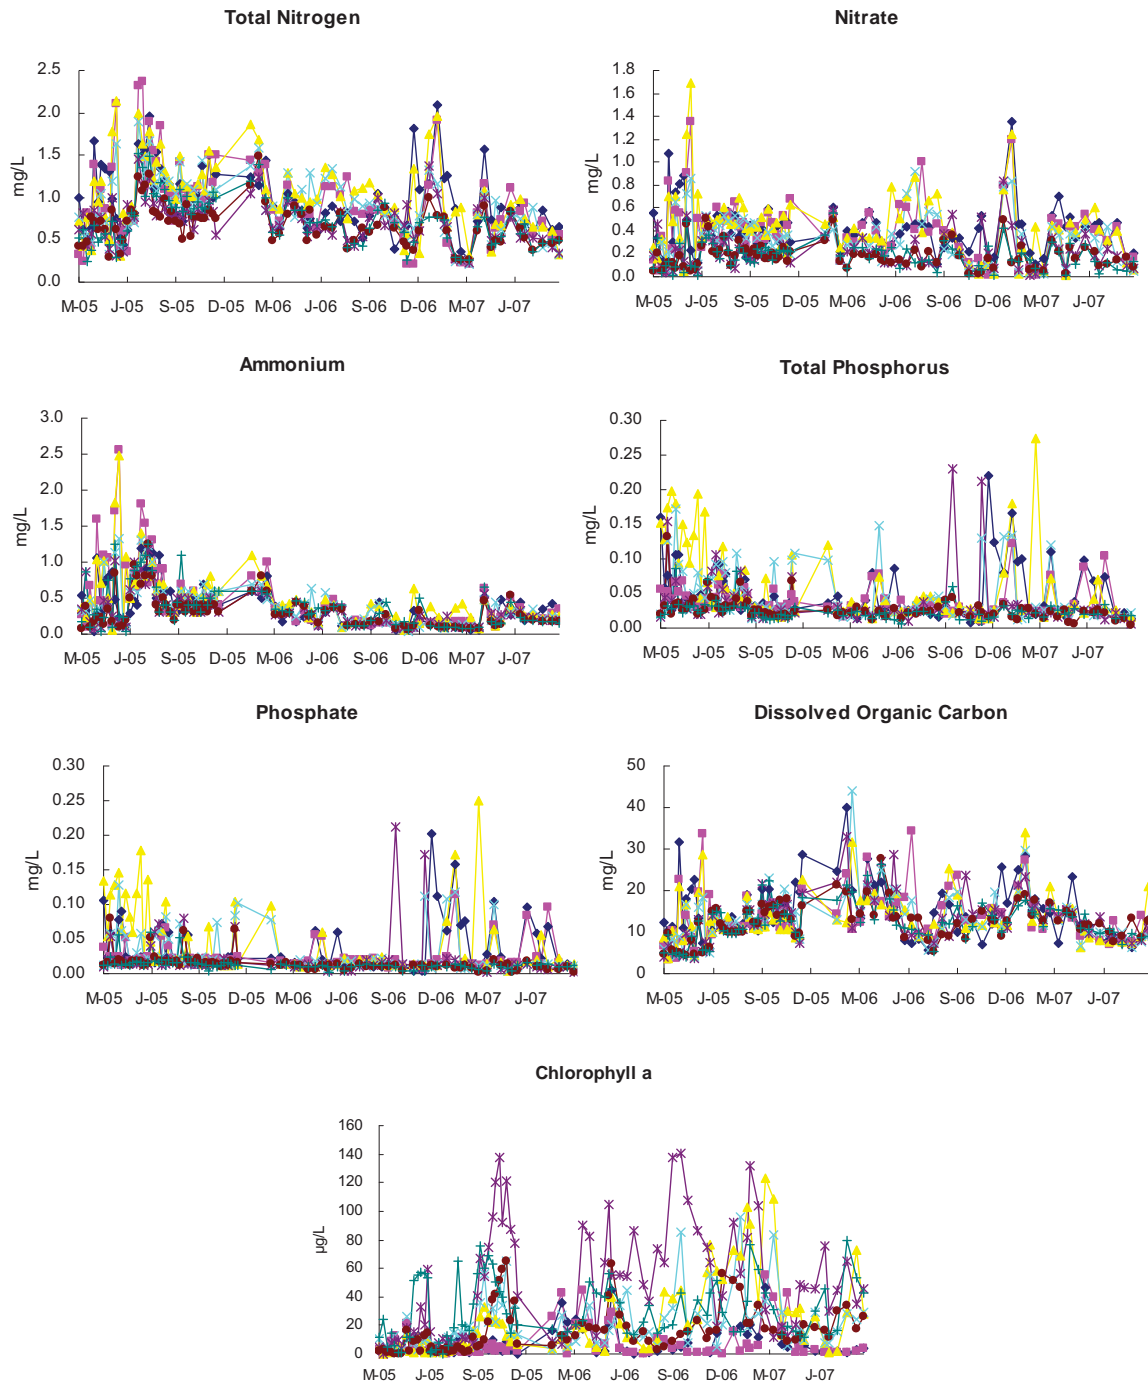 Total Nitrogen
2.5
2.0
1.5
1.0
0.5
0.0
mg/L
M-05 J-05 S-05 D-05 M-06 J-06 S-06 D-06 M-07 J-07
Nitrate
1.8
1.6
1.4
1.2
1.0
0.8
0.6
0.4
0.2
0.0
mg/L
M-05 J-05 S-05 D-05 M-06 J-06 S-06 D-06 M-07 J-07
Ammonium
3.0
2.5
2.0
1.5
1.0
0.5
0.0
mg/L
M-05 J-05 S-05 D-05 M-06 J-06 S-06 D-06 M-07 J-07
Total Phosphorus
0.30
0.25
0.20
0.15
0.10
0.05
0.00
mg/L
M-05 J-05 S-05 D-05 M-06 J-06 S-06 D-06 M-07 J-07
Phosphate
0.30
0.25
0.20
0.15
0.10
0.05
0.00
mg/L
M-05 J-05 S-05 D-05 M-06 J-06 S-06 D-06 M-07 J-07
Dissolved Organic Carbon
50
40
30
20
10
0
mg/L
M-05 J-05 S-05 D-05 M-06 J-06 S-06 D-06 M-07 J-07
Chlorophyll a
160
140
120
100
80
60
40
20
0
µg/L
M-05 J-05 S-05 D-05 M-06 J-06 S-06 D-06 M-07 J-07